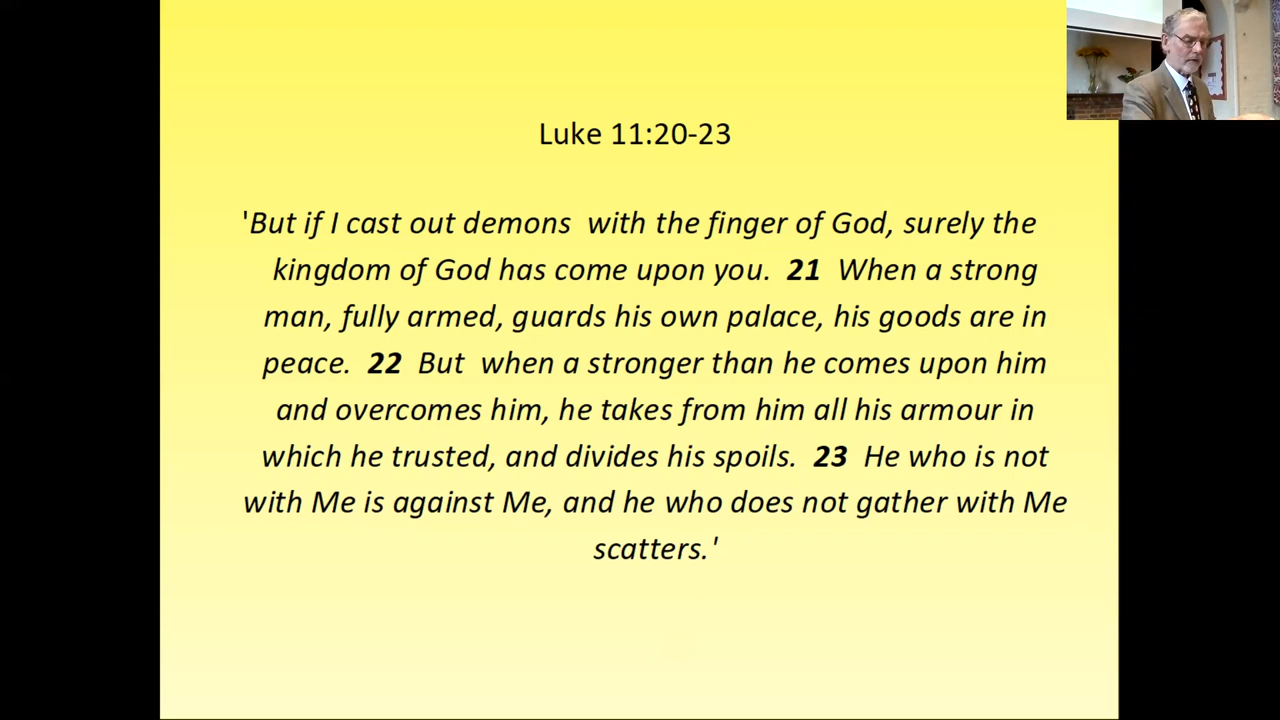 Luke 11:20-23
'But if I cast out demons  with the finger of God, surely the
kingdom of God has come upon you.  21  When a strong
man, fully armed, guards his own palace, his goods are in
peace.  22  But  when a stronger than he comes upon him
and overcomes him, he takes from him all his armour in
which he trusted, and divides his spoils.  23  He who is not
with Me is against Me, and he who does not gather with Me
scatters.'